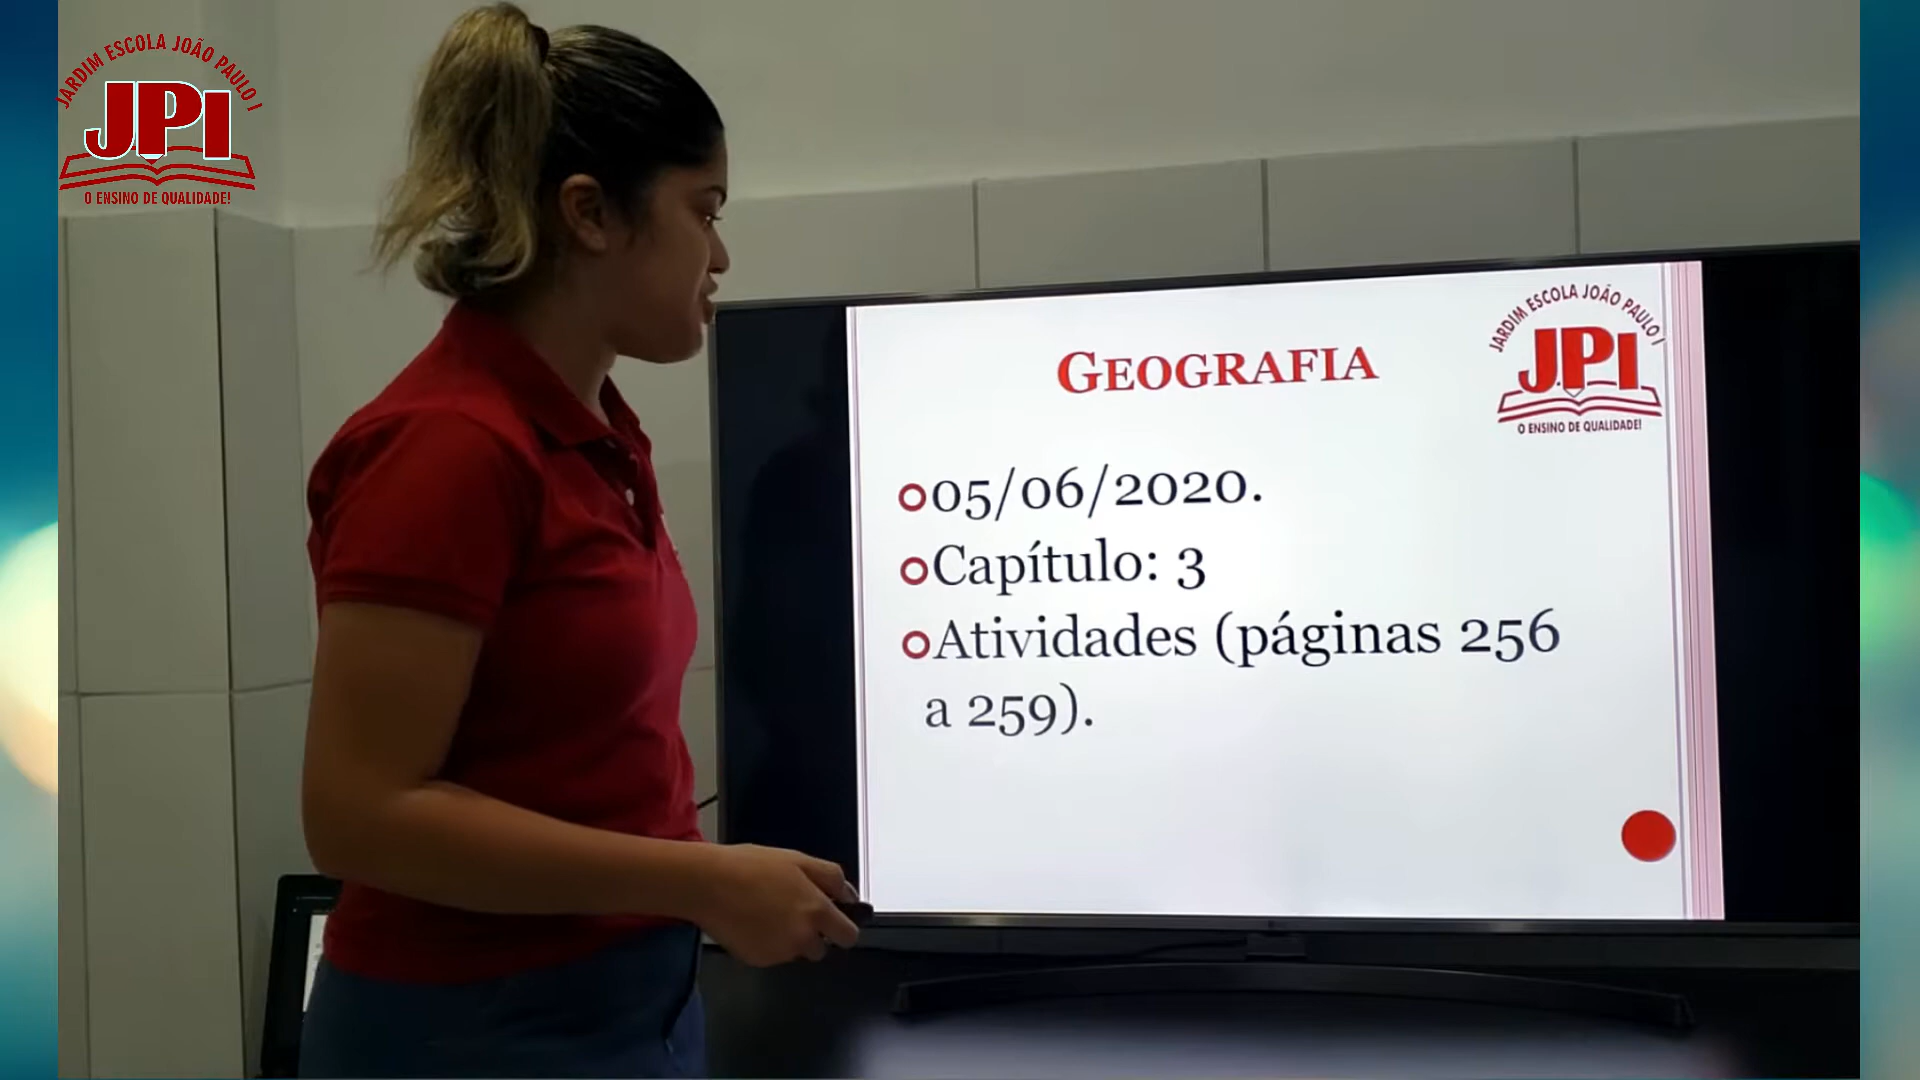 JARDIM ESCOLA JOÃO PAULO I
JPI
O ENSINO DE QUALIDADE!
GEOGRAFIA
JARDIM ESCOLA JOÃO PAULO I
JPI
O ENSINO DE QUALIDADE!
05/06/2020.
Capítulo: 3
Atividades (páginas 256
a 259).